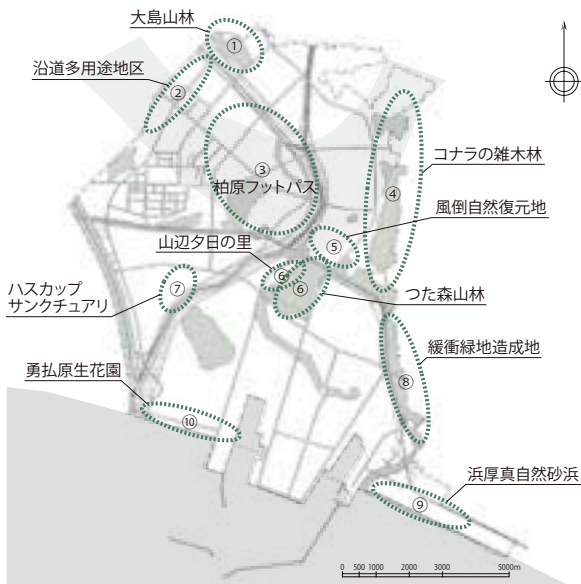 大島山林
①
沿道多用途地区
②
③
柏原フットパス
コナラの雑木林
④
風倒自然復元地
⑤
山辺夕日の里
⑥
⑥
つた森山林
ハスカップ
サンクチュアリ
⑦
緩衝緑地造成地
⑧
勇払原生花園
⑩
浜厚真自然砂浜
⑨
0 500 1000 2000 3000 5000m